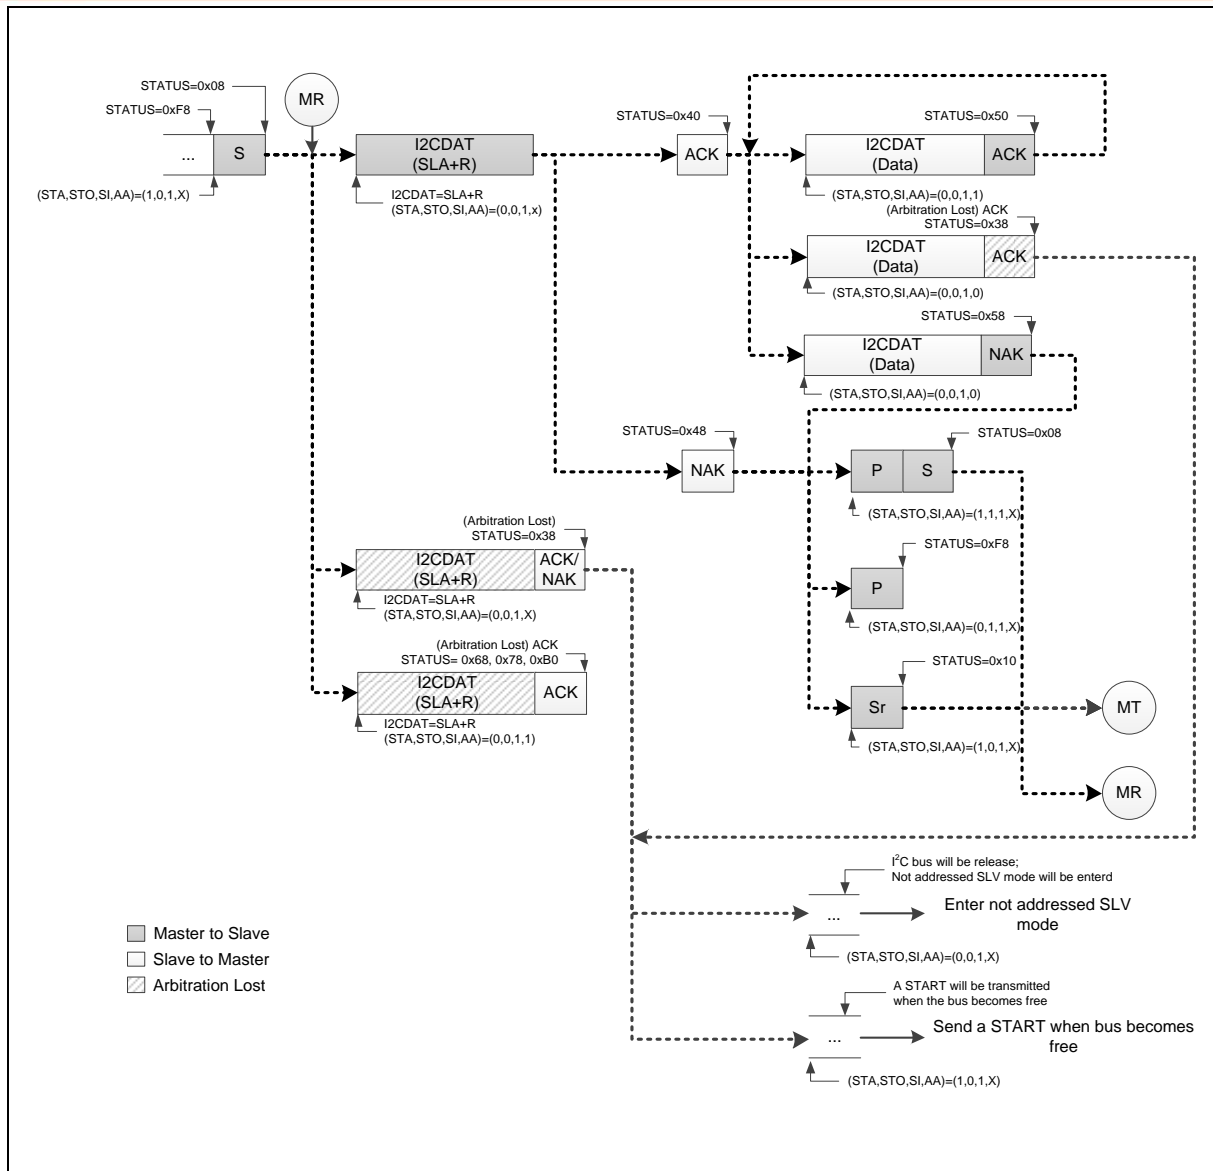 STATUS=0x08
STATUS=0xF8
MR
...
S
(STA,STO,SI,AA)=(1,0,1,X)
I2CDAT
(SLA+R)
I2CDAT=SLA+R
(STA,STO,SI,AA)=(0,0,1,x)
STATUS=0x40
ACK
STATUS=0x50
I2CDAT
(Data)
ACK
(STA,STO,SI,AA)=(0,0,1,1)
(Arbitration Lost) ACK
STATUS=0x38
I2CDAT
(Data)
ACK
(STA,STO,SI,AA)=(0,0,1,0)
STATUS=0x58
I2CDAT
(Data)
NAK
(STA,STO,SI,AA)=(0,0,1,0)
STATUS=0x48
NAK
STATUS=0x08
P
S
(STA,STO,SI,AA)=(1,1,1,X)
(Arbitration Lost)
STATUS=0x38
I2CDAT
(SLA+R)
ACK/
NAK
I2CDAT=SLA+R
(STA,STO,SI,AA)=(0,0,1,X)
STATUS=0xF8
P
(STA,STO,SI,AA)=(0,1,1,X)
(Arbitration Lost) ACK
STATUS= 0x68, 0x78, 0xB0
I2CDAT
(SLA+R)
ACK
I2CDAT=SLA+R
(STA,STO,SI,AA)=(0,0,1,1)
STATUS=0x10
Sr
(STA,STO,SI,AA)=(1,0,1,X)
MT
MR
I2C bus will be release;
Not addressed SLV mode will be enterd
...
Enter not addressed SLV
mode
(STA,STO,SI,AA)=(0,0,1,X)
Master to Slave
Slave to Master
Arbitration Lost
A START will be transmitted
when the bus becomes free
...
Send a START when bus becomes
free
(STA,STO,SI,AA)=(1,0,1,X)